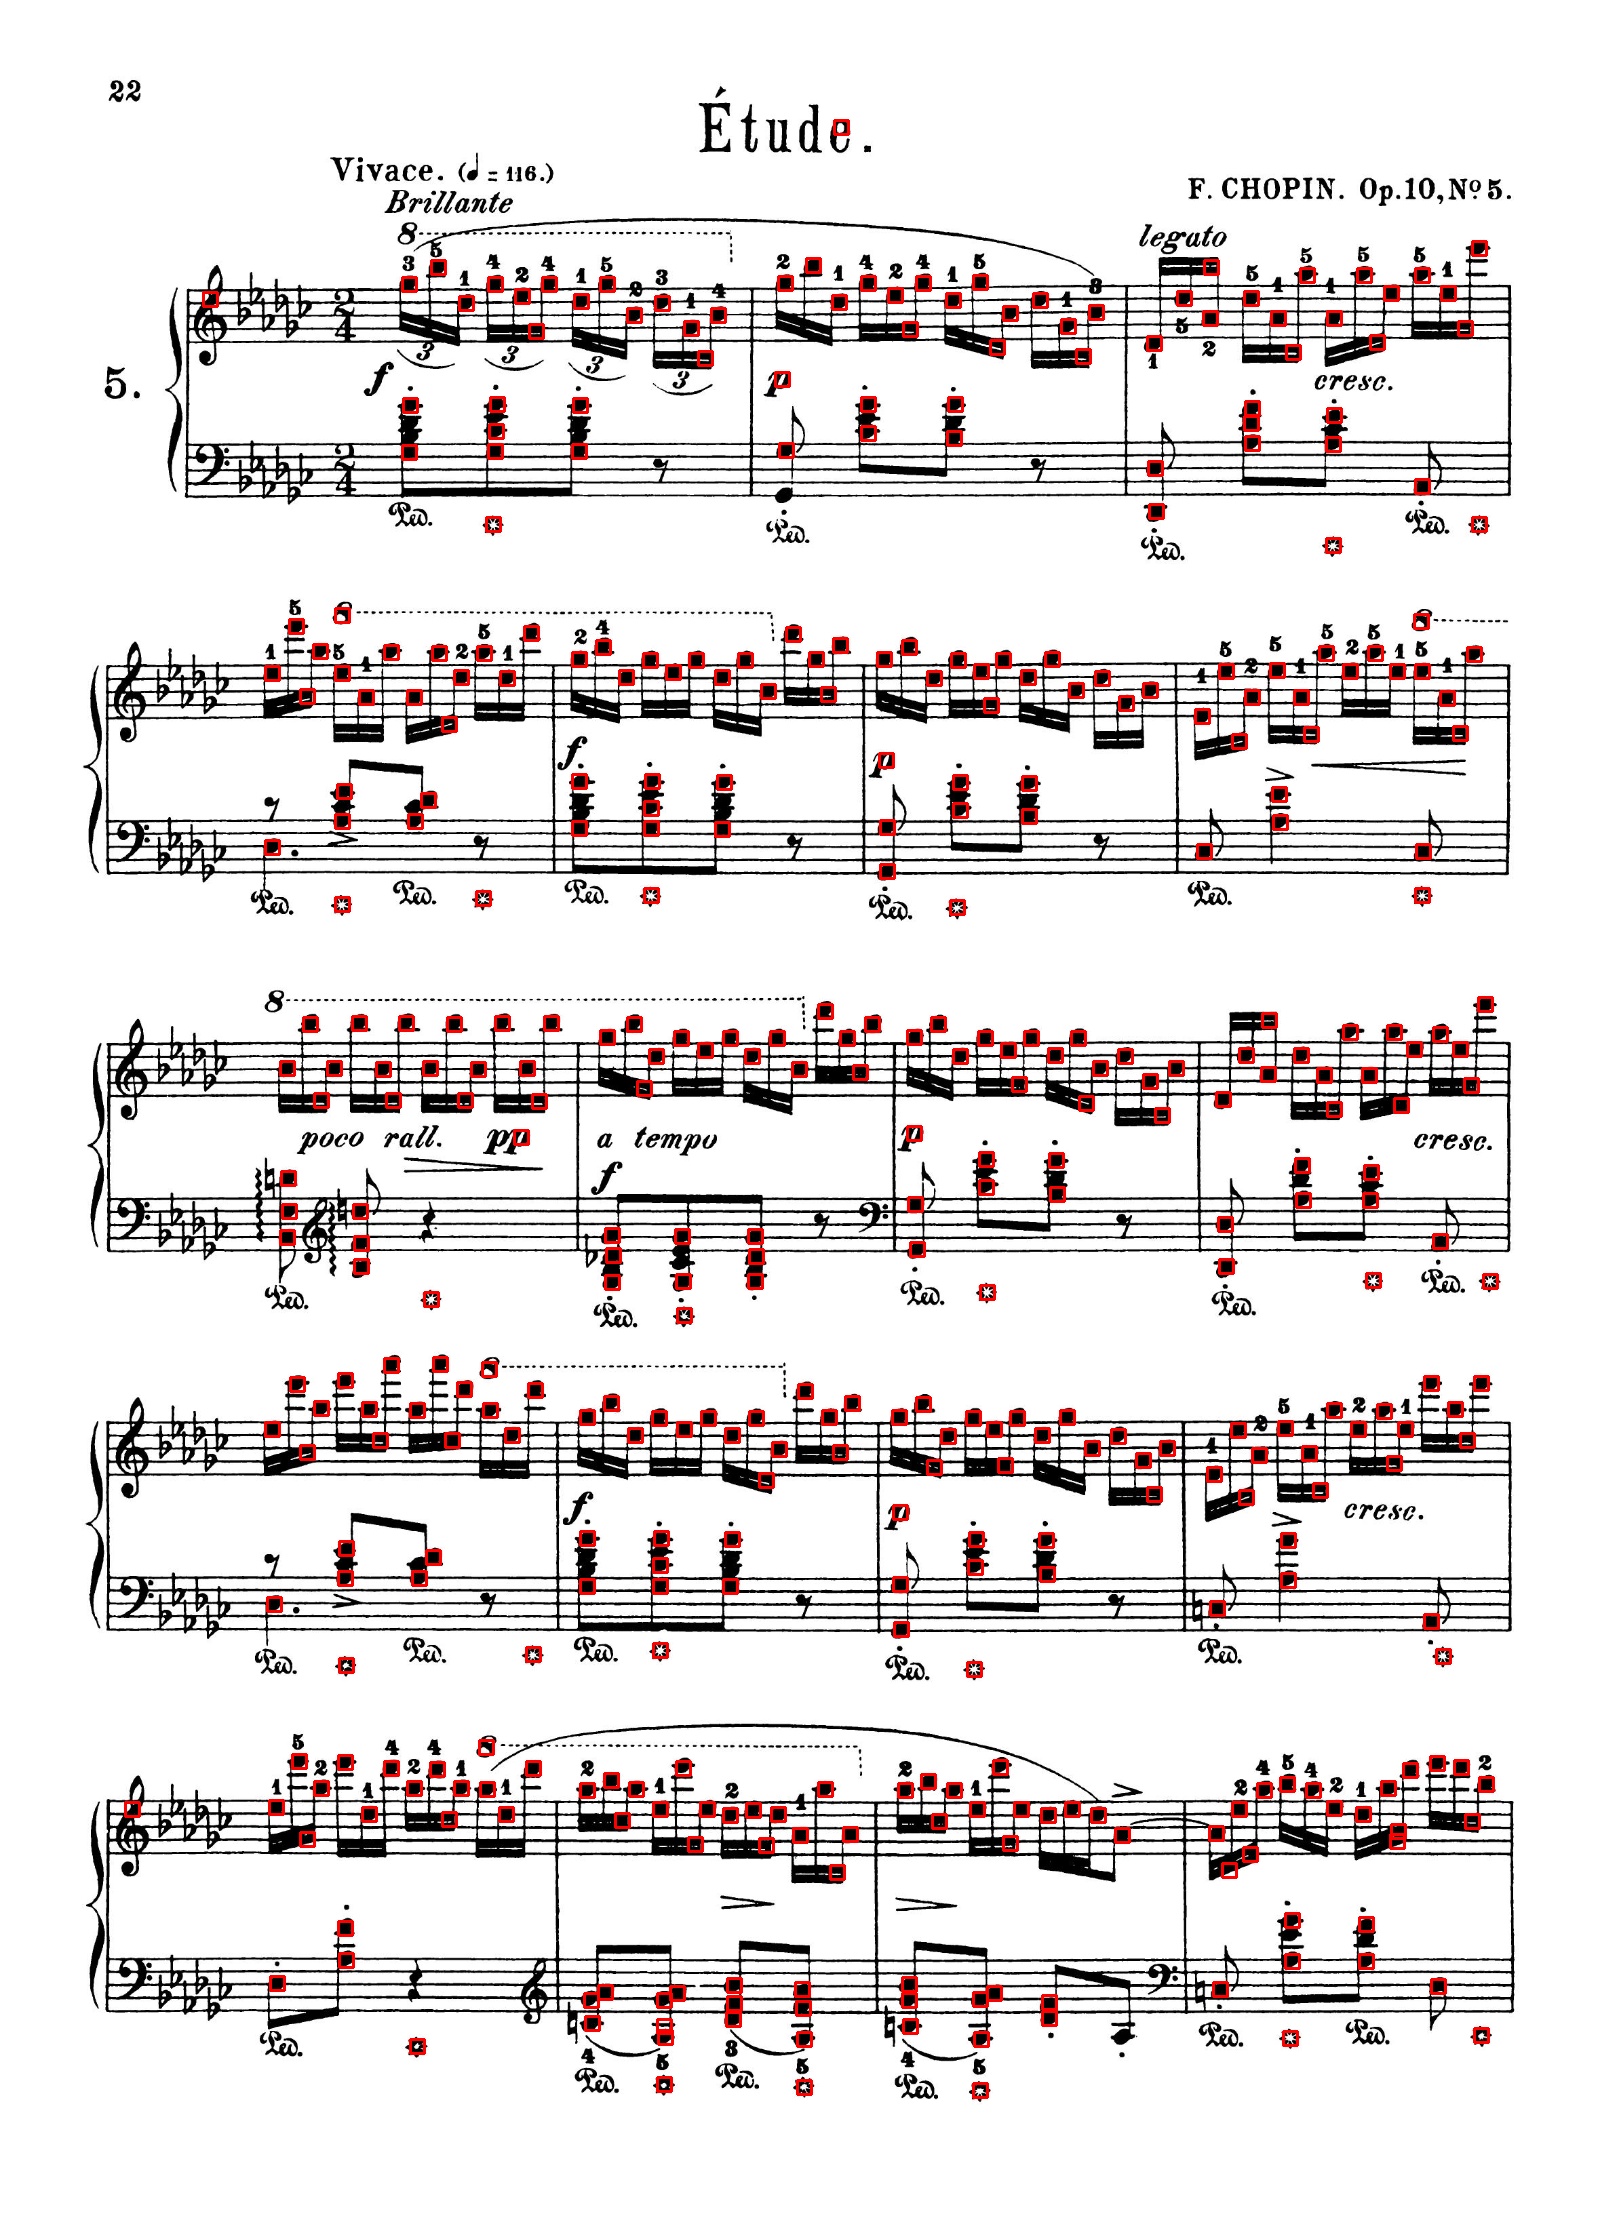 22
Étude.
Vivace. (♩ = 116.)
F. CHOPIN. Op. 10, No 5.
Brillante
legato
8
3 5 1 4 2 4 1 5 2 3 1 4 2 1 4 2 4 1 5 1 3 5 1 5 1 5 5 1
5 2
1
3 3 3 3
5. f p cresc.
Ped. Ped. Ped. Ped.
5 8 8
1 5 1 2 5 1 2 4 1 5 2 5 1 5 2 5 1 5 1
f p
Ped. Ped. Ped. Ped. Ped.
8
poco rall. pp a tempo p cresc.
f
Ped. Ped. Ped. Ped. Ped.
8
1 2 5 1 2 1
f p cresc.
Ped. Ped. Ped. Ped. Ped.
8
1 5 2 1 4 2 4 1 1 2 1 2 1 2 1 2 4 5 4 2 1 2
4 5 3 5 4 5
Ped. Ped. Ped. Ped. Ped. Ped.